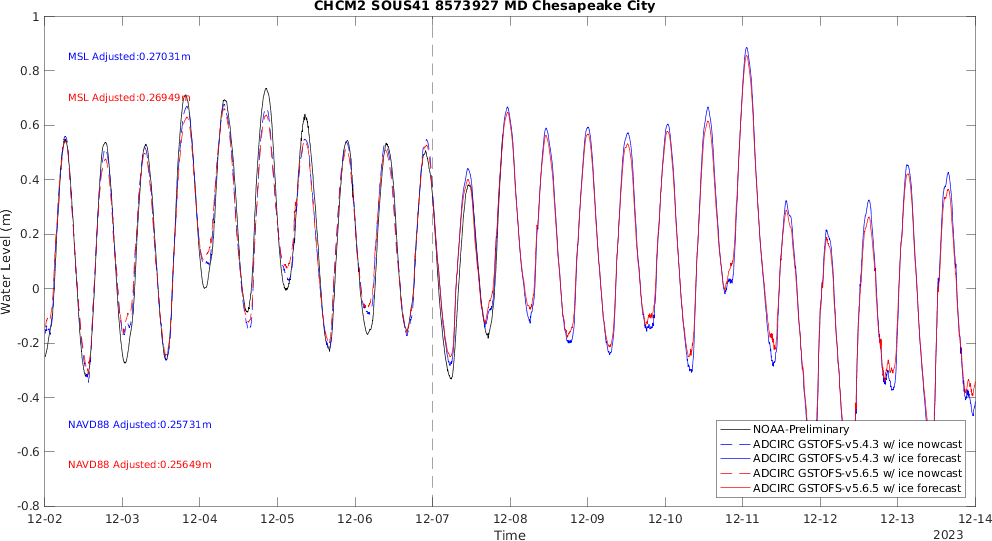 CHCM2 SOUS41 8573927 MD Chesapeake City
MSL Adjusted:0.27031m
MSL Adjusted:0.26949m
NAVD88 Adjusted:0.25731m
NAVD88 Adjusted:0.25649m
Water Level (m)
1
0.8
0.6
0.4
0.2
0
-0.2
-0.4
-0.6
-0.8
NOAA-Preliminary
ADCIRC GSTOFS-v5.4.3 w/ ice nowcast
ADCIRC GSTOFS-v5.4.3 w/ ice forecast
ADCIRC GSTOFS-v5.6.5 w/ ice nowcast
ADCIRC GSTOFS-v5.6.5 w/ ice forecast
12-02 12-03 12-04 12-05 12-06 12-07 12-08 12-09 12-10 12-11 12-12 12-13 12-14
Time
2023